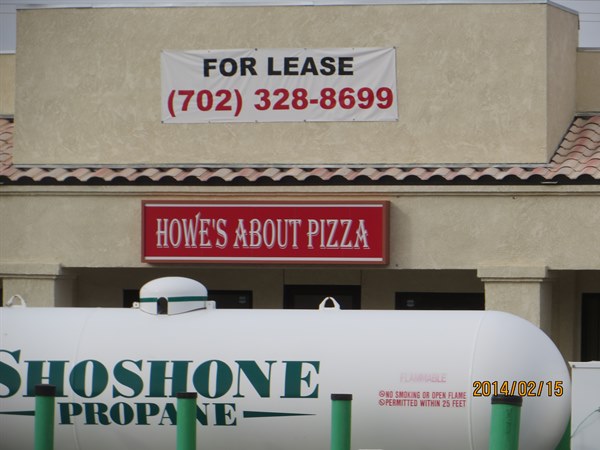 FOR LEASE
(702) 328-8699
HOWE'S ABOUT PIZZA
SHOSHONE
PROPANE
FLAMMABLE
NO SMOKING OR OPEN FLAME
PERMITTED WITHIN 25 FEET
2014/02/15